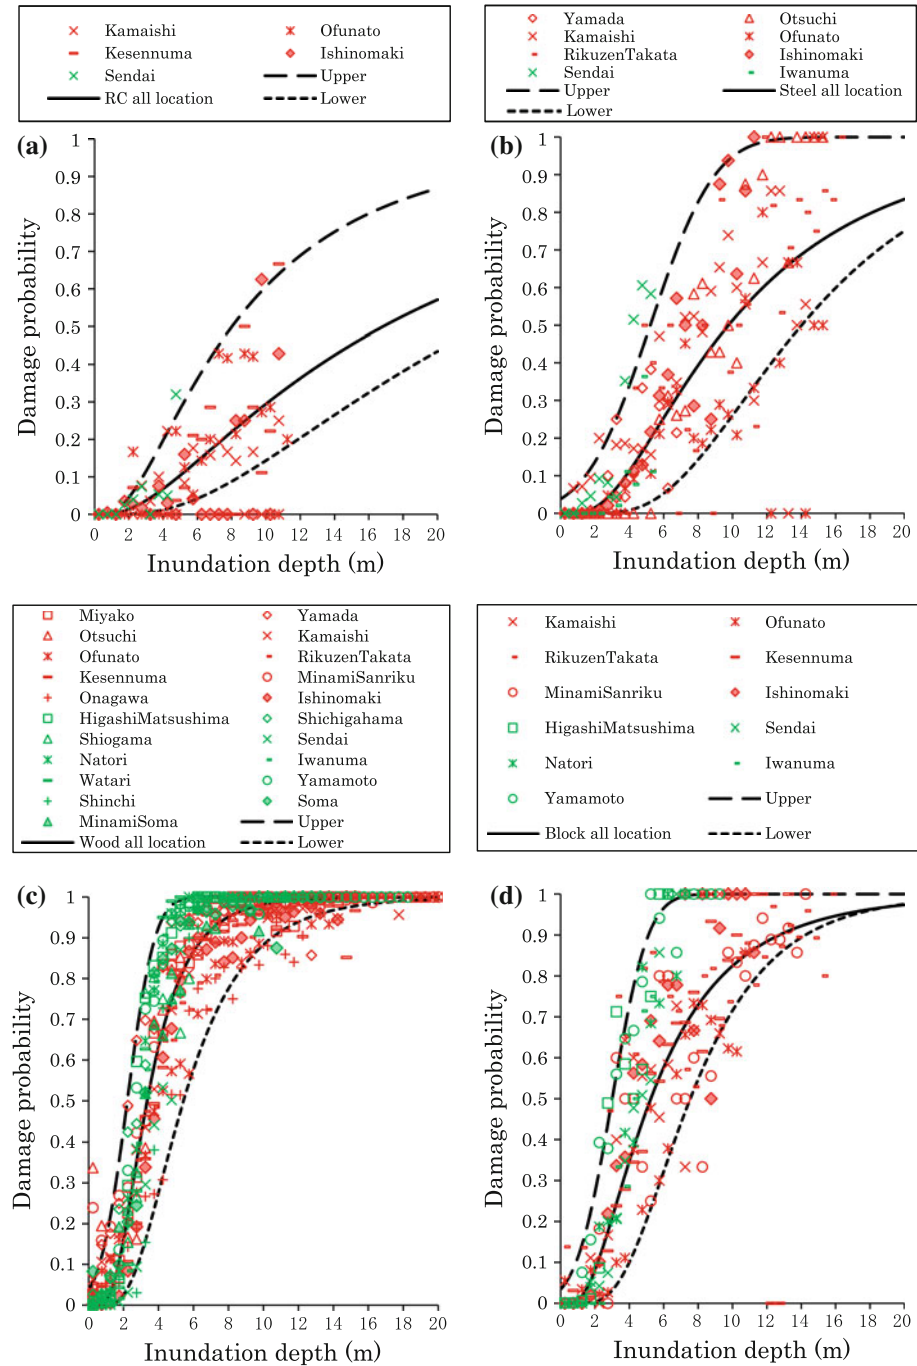 Kamaishi Ofunato
Kesennuma Ishinomaki
Sendai Upper
RC all location Lower
Yamada Otsuchi
Kamaishi Ofunato
RikuzenTakata Ishinomaki
Sendai Iwanuma
Upper Steel all location
Lower
(a)
Damage probability
1
0.9
0.8
0.7
0.6
0.5
0.4
0.3
0.2
0.1
0
0 2 4 6 8 10 12 14 16 18 20
Inundation depth (m)
(b)
Damage probability
1
0.9
0.8
0.7
0.6
0.5
0.4
0.3
0.2
0.1
0
0 2 4 6 8 10 12 14 16 18 20
Inundation depth (m)
Miyako Yamada
Otsuchi Kamaishi
Ofunato RikuzenTakata
Kesennuma MinamiSanriku
Onagawa Ishinomaki
HigashiMatsushima Shichigahama
Shiogama Sendai
Natori Iwanuma
Watari Yamamoto
Shinchi Soma
MinamiSoma Upper
Wood all location Lower
Kamaishi Ofunato
RikuzenTakata Kesennuma
MinamiSanriku Ishinomaki
HigashiMatsushima Sendai
Natori Iwanuma
Yamamoto Upper
Block all location Lower
(c)
Damage probability
1
0.9
0.8
0.7
0.6
0.5
0.4
0.3
0.2
0.1
0
0 2 4 6 8 10 12 14 16 18 20
Inundation depth (m)
(d)
Damage probability
1
0.9
0.8
0.7
0.6
0.5
0.4
0.3
0.2
0.1
0
0 2 4 6 8 10 12 14 16 18 20
Inundation depth (m)